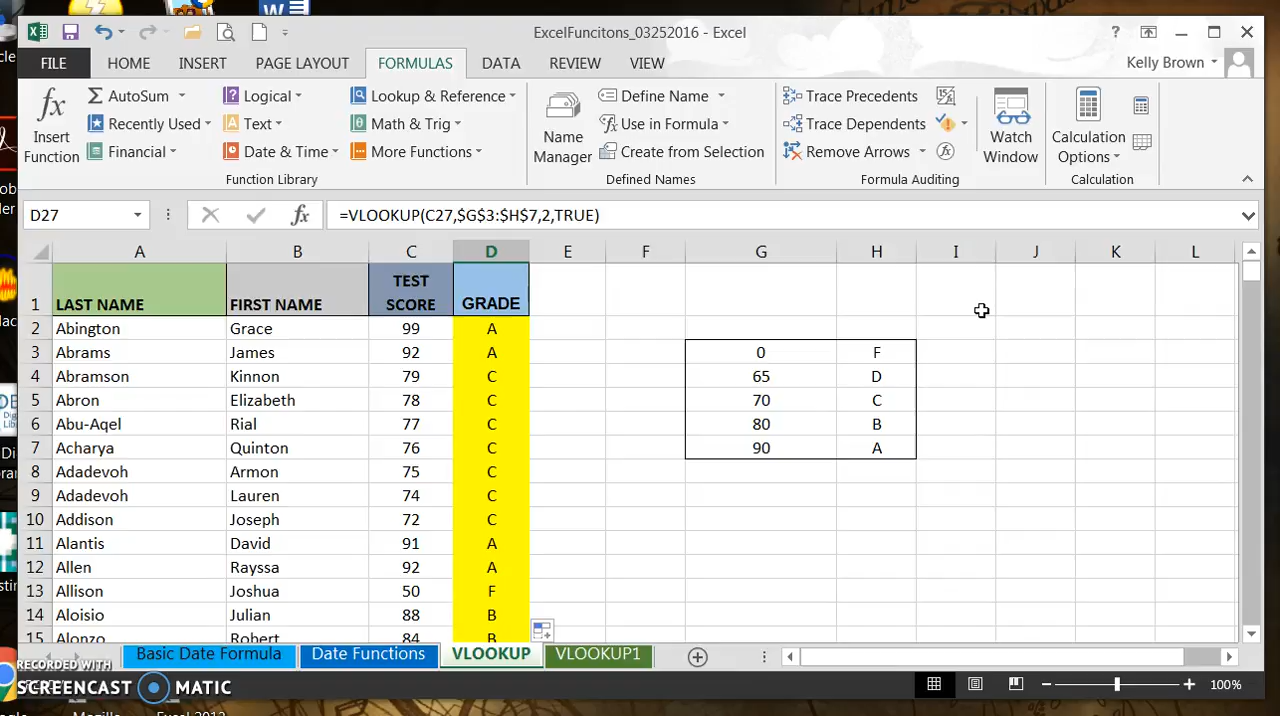 ExcelFuncitons_03252016 - Excel
?
FILE HOME INSERT PAGE LAYOUT FORMULAS DATA REVIEW VIEW Kelly Brown
fx Insert Function
Σ AutoSum
Recently Used
Financial
Logical
Text
Date & Time
Lookup & Reference
Math & Trig
More Functions
Function Library
Name Manager
Define Name
Use in Formula
Create from Selection
Defined Names
Trace Precedents
Trace Dependents
Remove Arrows
Formula Auditing
Watch Window
Calculation Options
Calculation
D27 fx =VLOOKUP(C27,$G$3:$H$7,2,TRUE)
A B C D E F G H I J K L
1 LAST NAME FIRST NAME TEST SCORE GRADE
2 Abington Grace 99 A
3 Abrams James 92 A 0 F
4 Abramson Kinnon 79 C 65 D
5 Abron Elizabeth 78 C 70 C
6 Abu-Aqel Rial 77 C 80 B
7 Acharya Quinton 76 C 90 A
8 Adadevoh Armon 75 C
9 Adadevoh Lauren 74 C
10 Addison Joseph 72 C
11 Alantis David 91 A
12 Allen Rayssa 92 A
13 Allison Joshua 50 F
14 Aloisio Julian 88 B
15 Alonzo Robert 84 B
Basic Date Formula Date Functions VLOOKUP VLOOKUP1
RECORDED WITH
SCREENCAST MATIC
100%